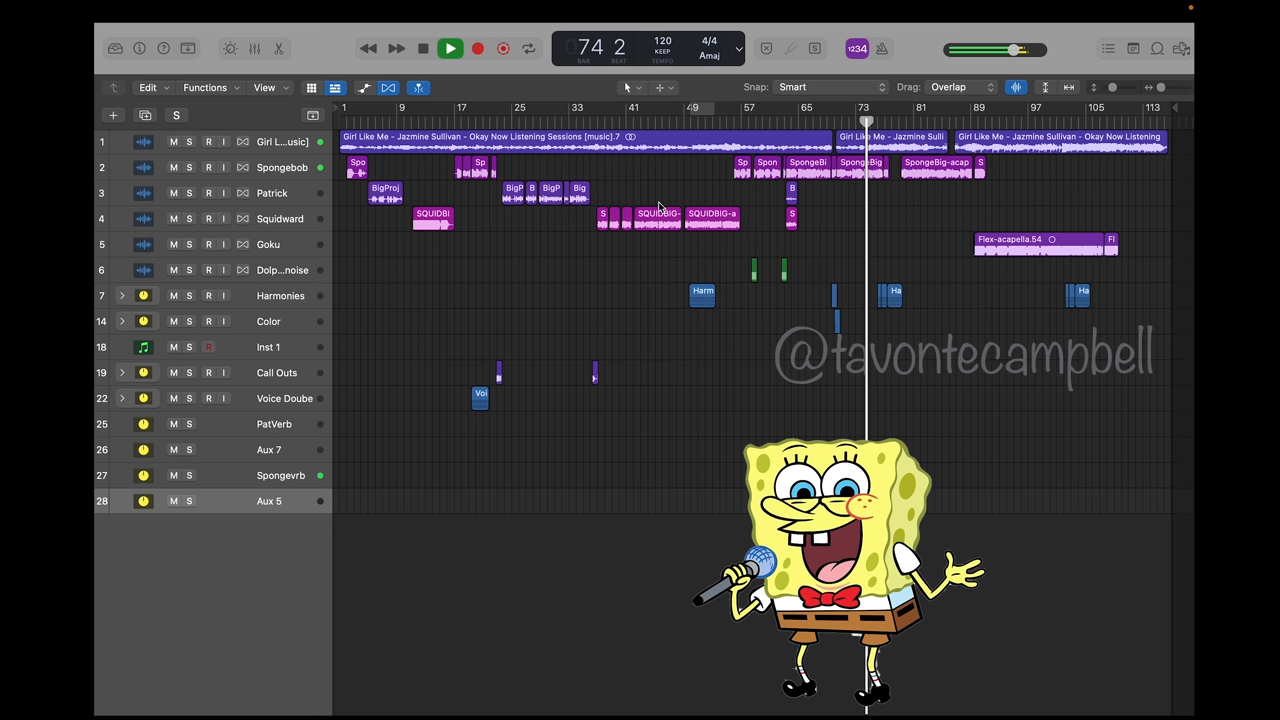 074 2 120 4/4
KEEP Amaj
BAR BEAT TEMPO
1234
S
Edit Functions View Snap: Smart Drag: Overlap
S
1 9 17 25 33 41 49 57 65 73 81 89 97 105 113
1 M S R I Girl L...usic]
Girl Like Me - Jazmine Sullivan - Okay Now Listening Sessions [music].7 Girl Like Me - Jazmine Sulli Girl Like Me - Jazmine Sullivan - Okay Now Listening
2 M S R I Spongebob
Spo Sp Sp Spon SpongeBi SpongeBig SpongeBig-acap S
3 M S R I Patrick
BigProj BigP B BigP Big B
4 M S R I Squidward
SQUIDBI S SQUIDBIG- SQUIDBIG-a S
5 M S R I Goku
Flex-acapella.54 Fl
6 M S R I Dolp...noise
7 M S R I Harmonies
Harm Ha Ha
14 M S R I Color
18 M S R Inst 1
@tavontecampbell
19 M S R I Call Outs
22 M S R I Voice Doube
Voi
25 M S PatVerb
26 M S Aux 7
27 M S Spongevrb
28 M S Aux 5